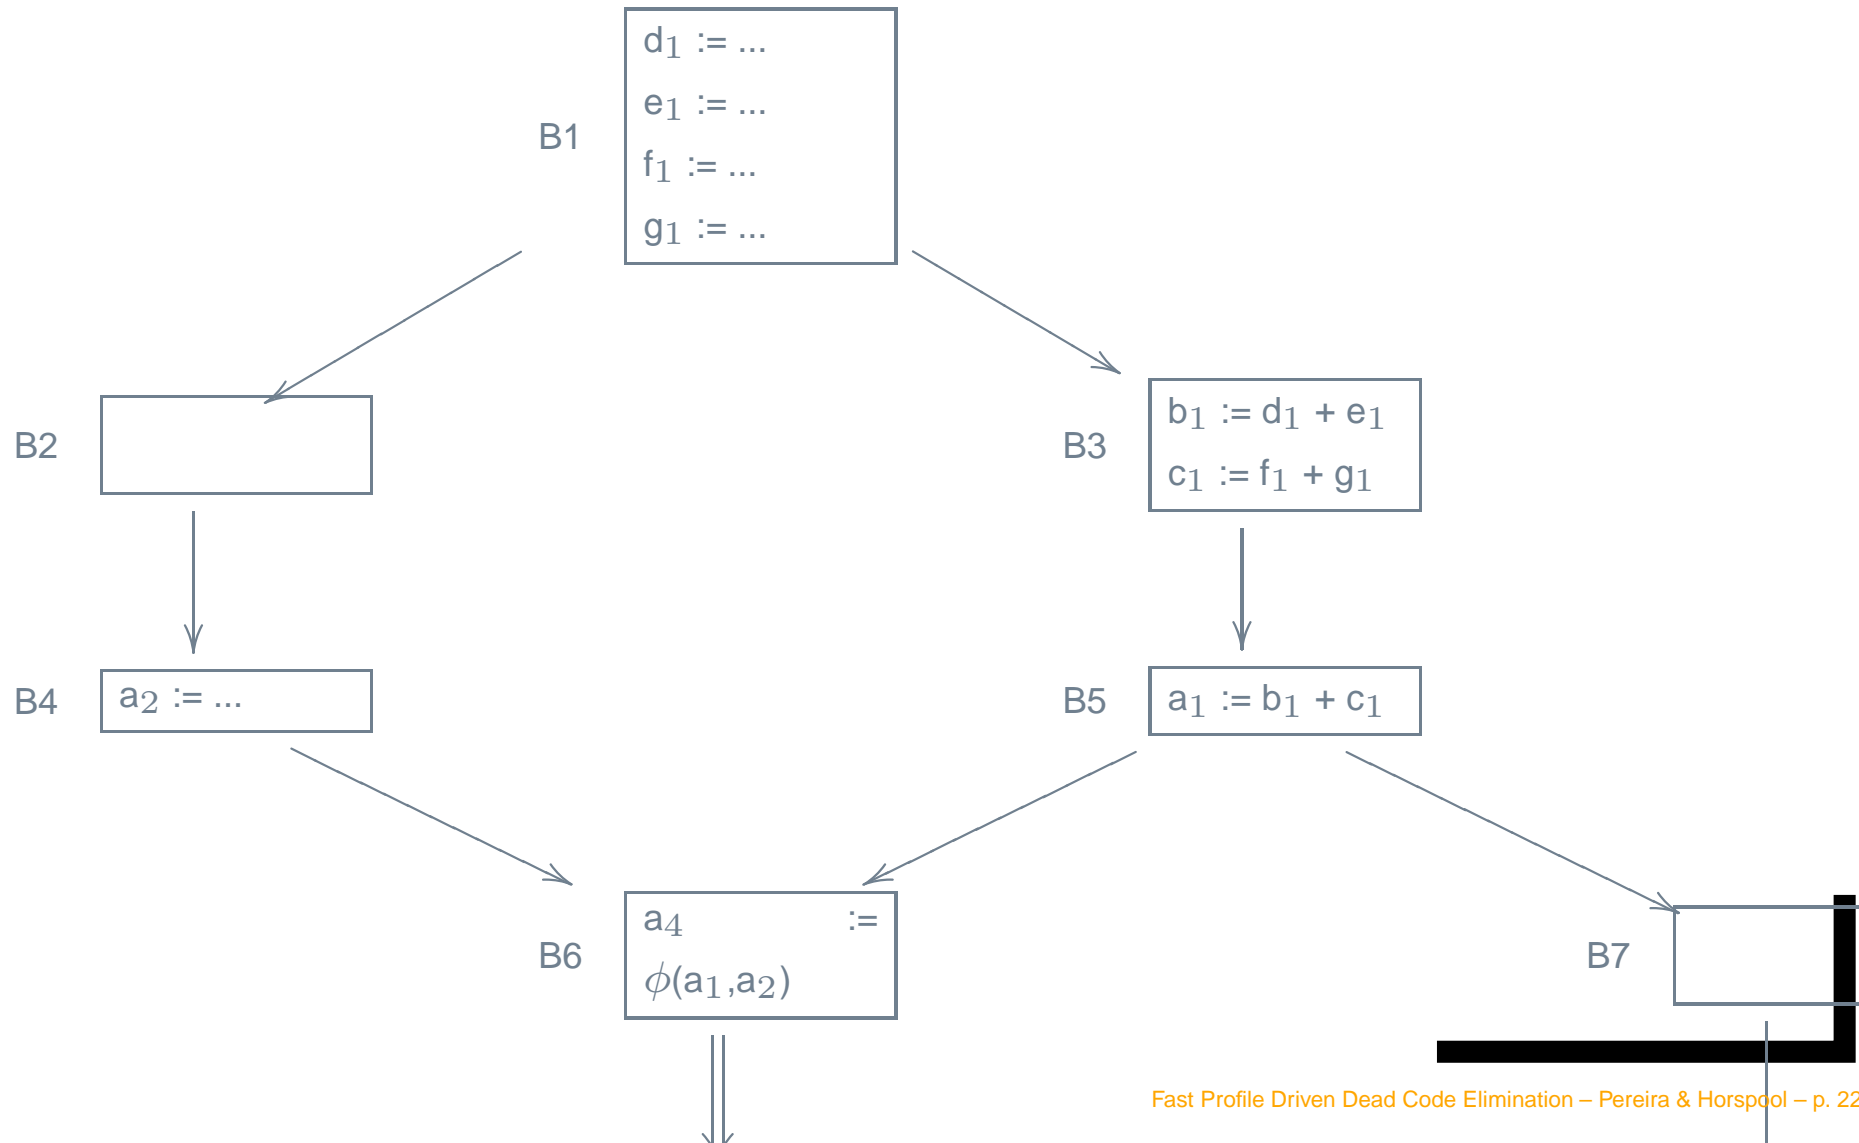 B1
d₁ := ...
e₁ := ...
f₁ := ...
g₁ := ...
B2
B3
b₁ := d₁ + e₁
c₁ := f₁ + g₁
B4
a₂ := ...
B5
a₁ := b₁ + c₁
B6
a₄ :=
ϕ(a₁,a₂)
B7
Fast Profile Driven Dead Code Elimination – Pereira & Horspool – p. 22